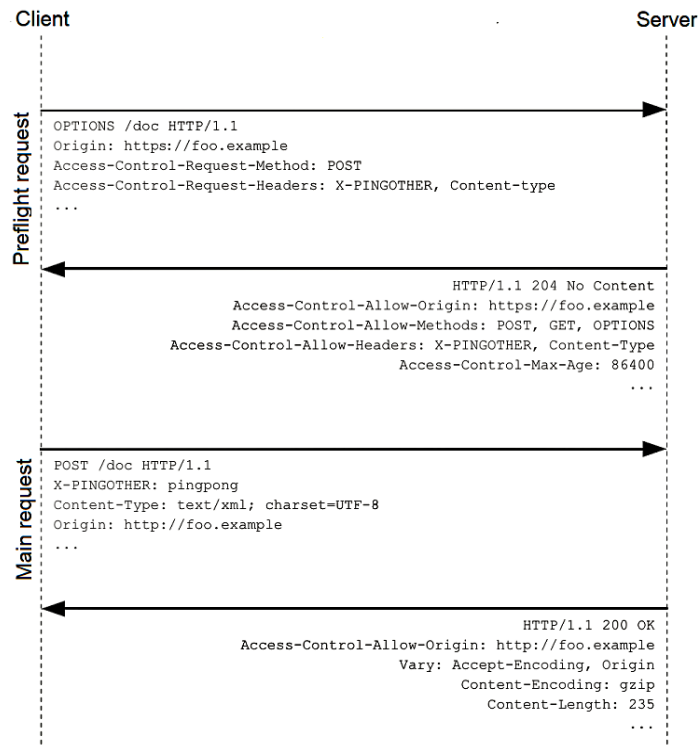 Client
Server
Preflight request
OPTIONS /doc HTTP/1.1
Origin: https://foo.example
Access-Control-Request-Method: POST
Access-Control-Request-Headers: X-PINGOTHER, Content-type
...
HTTP/1.1 204 No Content
Access-Control-Allow-Origin: https://foo.example
Access-Control-Allow-Methods: POST, GET, OPTIONS
Access-Control-Allow-Headers: X-PINGOTHER, Content-Type
Access-Control-Max-Age: 86400
...
Main request
POST /doc HTTP/1.1
X-PINGOTHER: pingpong
Content-Type: text/xml; charset=UTF-8
Origin: http://foo.example
...
HTTP/1.1 200 OK
Access-Control-Allow-Origin: http://foo.example
Vary: Accept-Encoding, Origin
Content-Encoding: gzip
Content-Length: 235
...